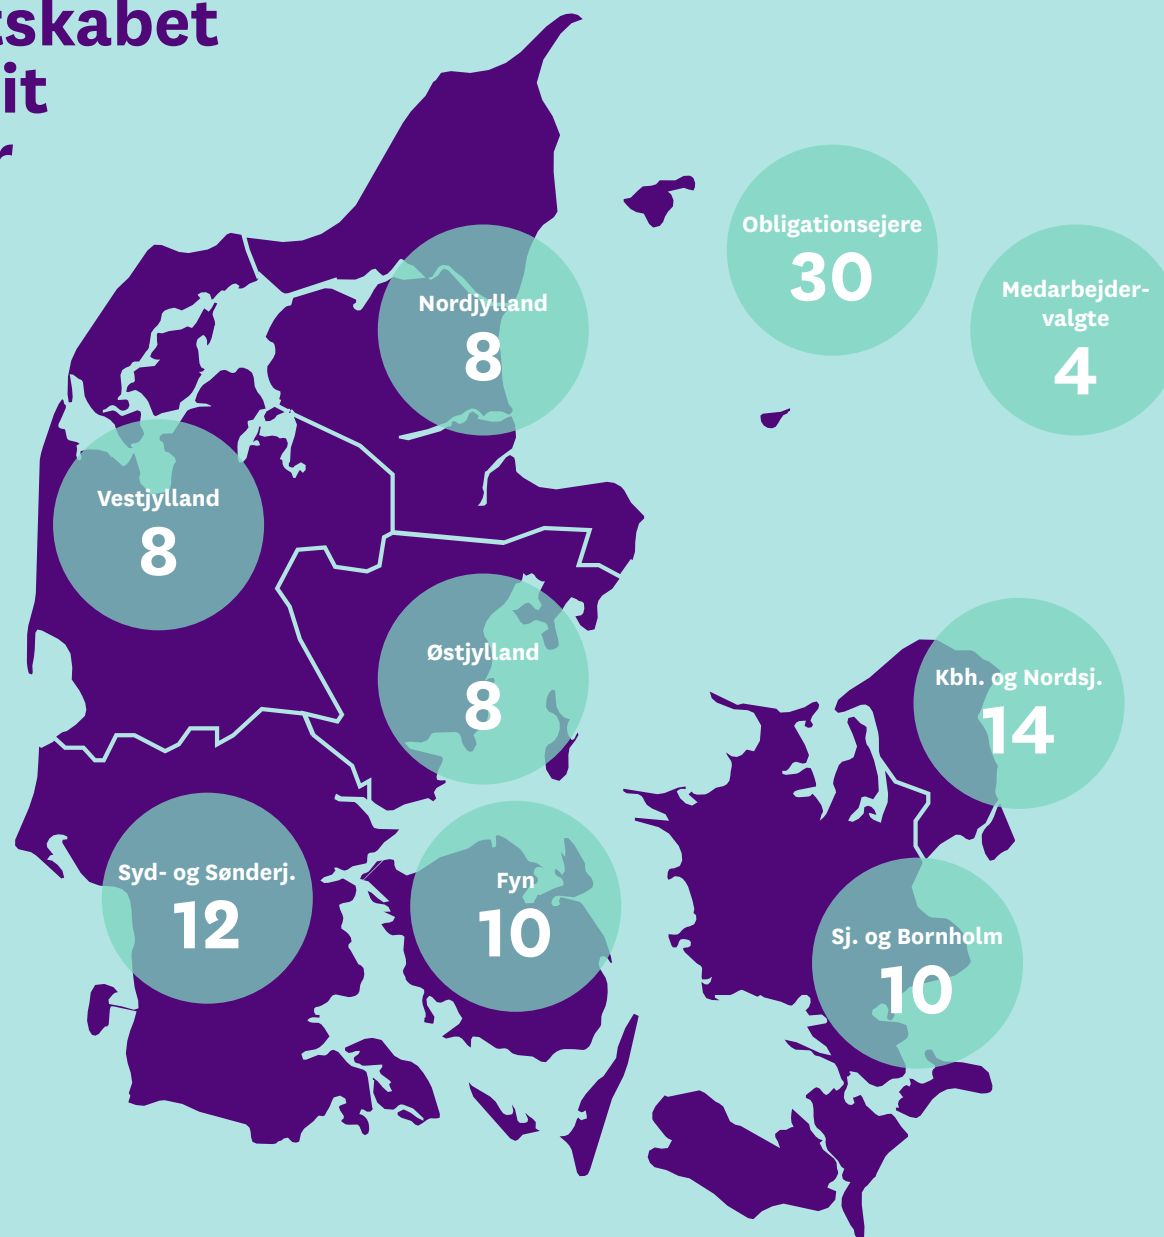 tskabet
it
r
Obligationsejere
30
Medarbejder-
valgte
4
Nordjylland
8
Vestjylland
8
Østjylland
8
Kbh. og Nordsj.
14
Syd- og Sønderj.
12
Fyn
10
Sj. og Bornholm
10